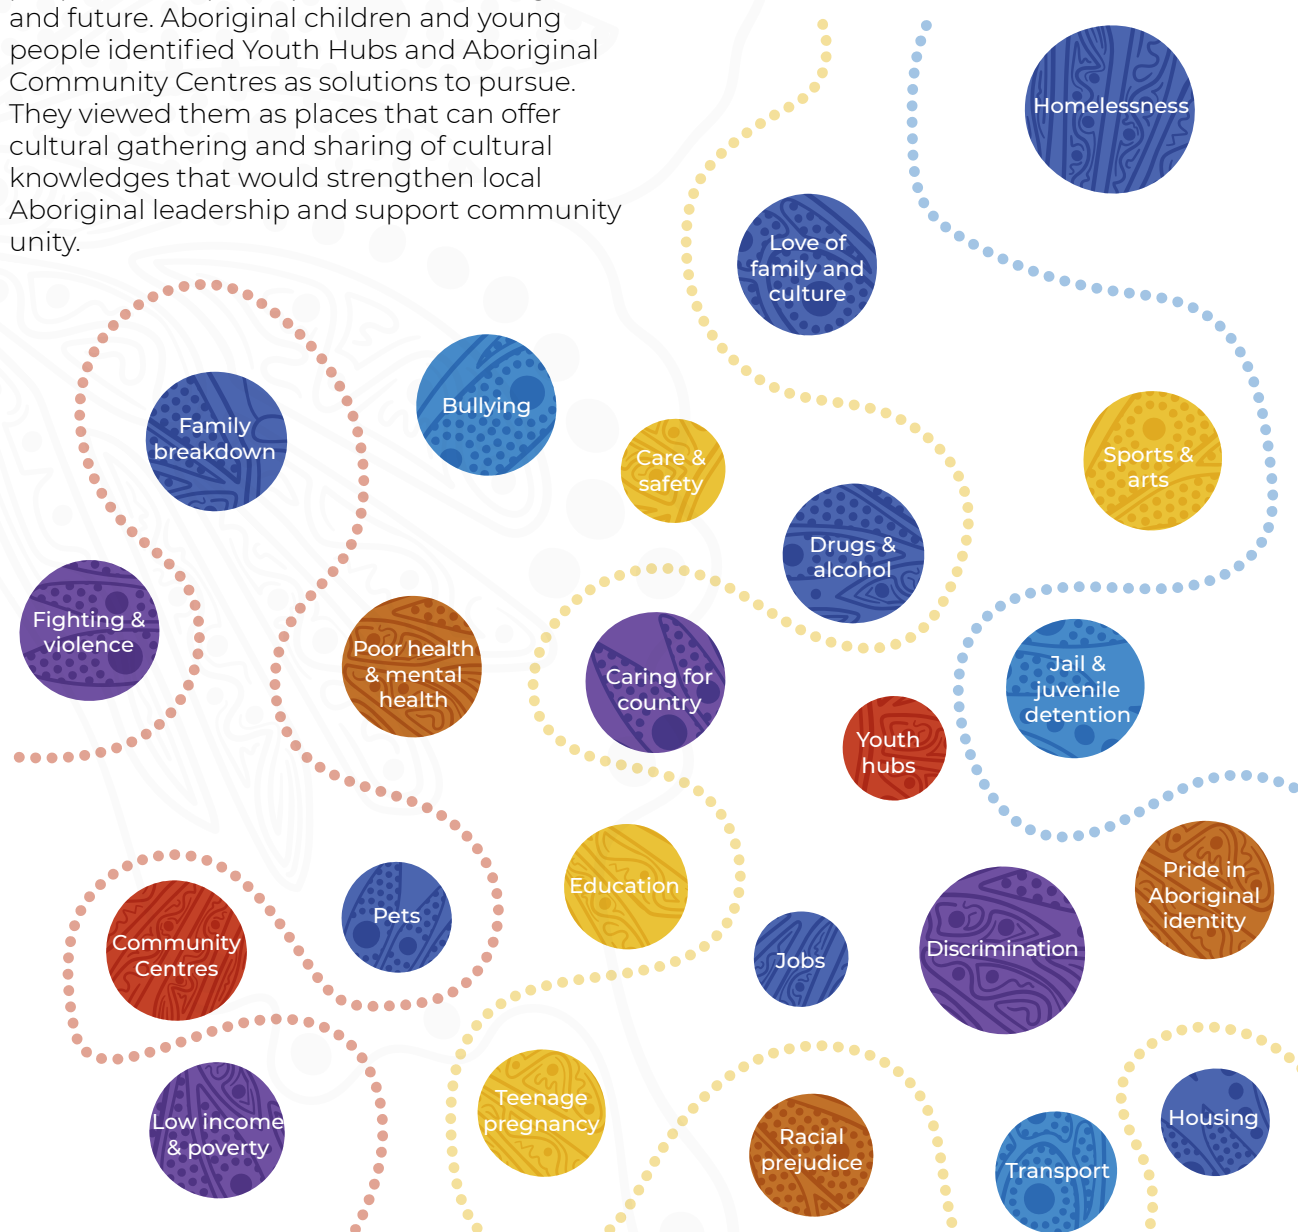 and future. Aboriginal children and young
people identified Youth Hubs and Aboriginal
Community Centres as solutions to pursue.
They viewed them as places that can offer
cultural gathering and sharing of cultural
knowledges that would strengthen local
Aboriginal leadership and support community
unity.
Homelessness
Love of
family and
culture
Family
breakdown
Bullying
Care &
safety
Sports &
arts
Drugs &
alcohol
Fighting &
violence
Poor health
& mental
health
Caring for
country
Jail &
juvenile
detention
Youth
hubs
Education
Pride in
Aboriginal
identity
Pets
Community
Centres
Jobs
Discrimination
Low income
& poverty
Teenage
pregnancy
Racial
prejudice
Transport
Housing